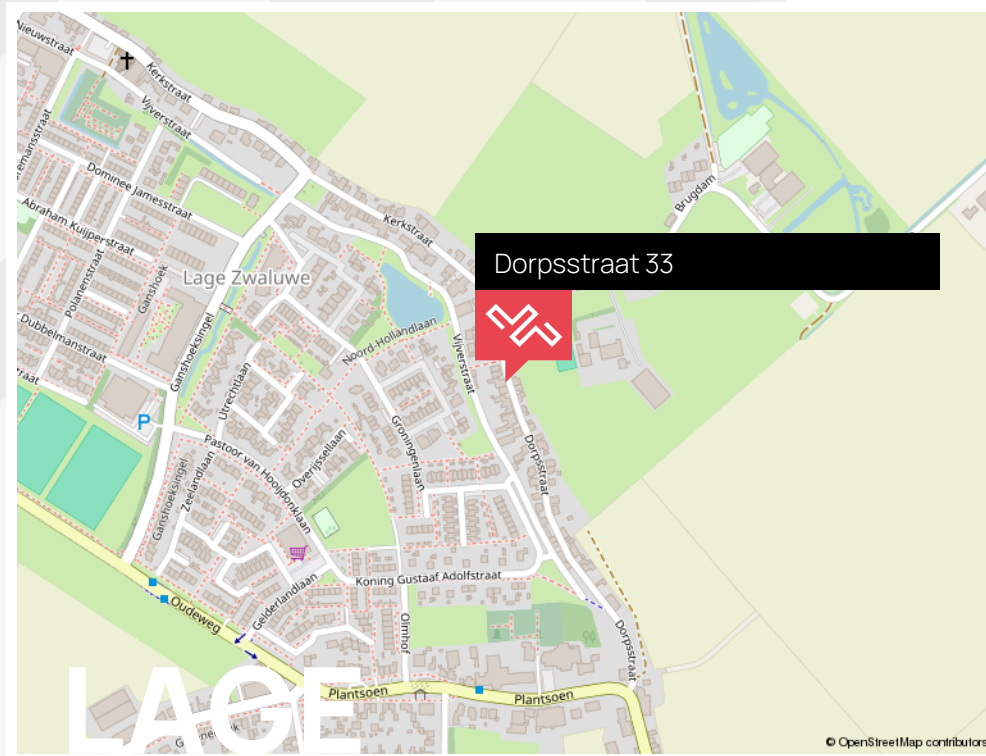 Nieuwstraat
Kerkstraat
Vijverstraat
Dominee Jamesstraat
Abraham Kuijperstraat
Polanenstraat
Ganshoek
Lage Zwaluwe
Ganshoeksingel
Kerkstraat
Brugdam
Dorpsstraat 33
Noord-Hollandlaan
Vijverstraat
Utrechtlaan
P
Pastoor van Hooijdonklaan
Overijssellaan
Groningenlaan
Dorpsstraat
Zeelandlaan
Ganshoeksingel
Gelderlandlaan
Koning Gustaaf Adolfstraat
Oudeweg
Olmhof
Dorpsstraat
LAGE
Plantsoen
Plantsoen
© OpenStreetMap contributors